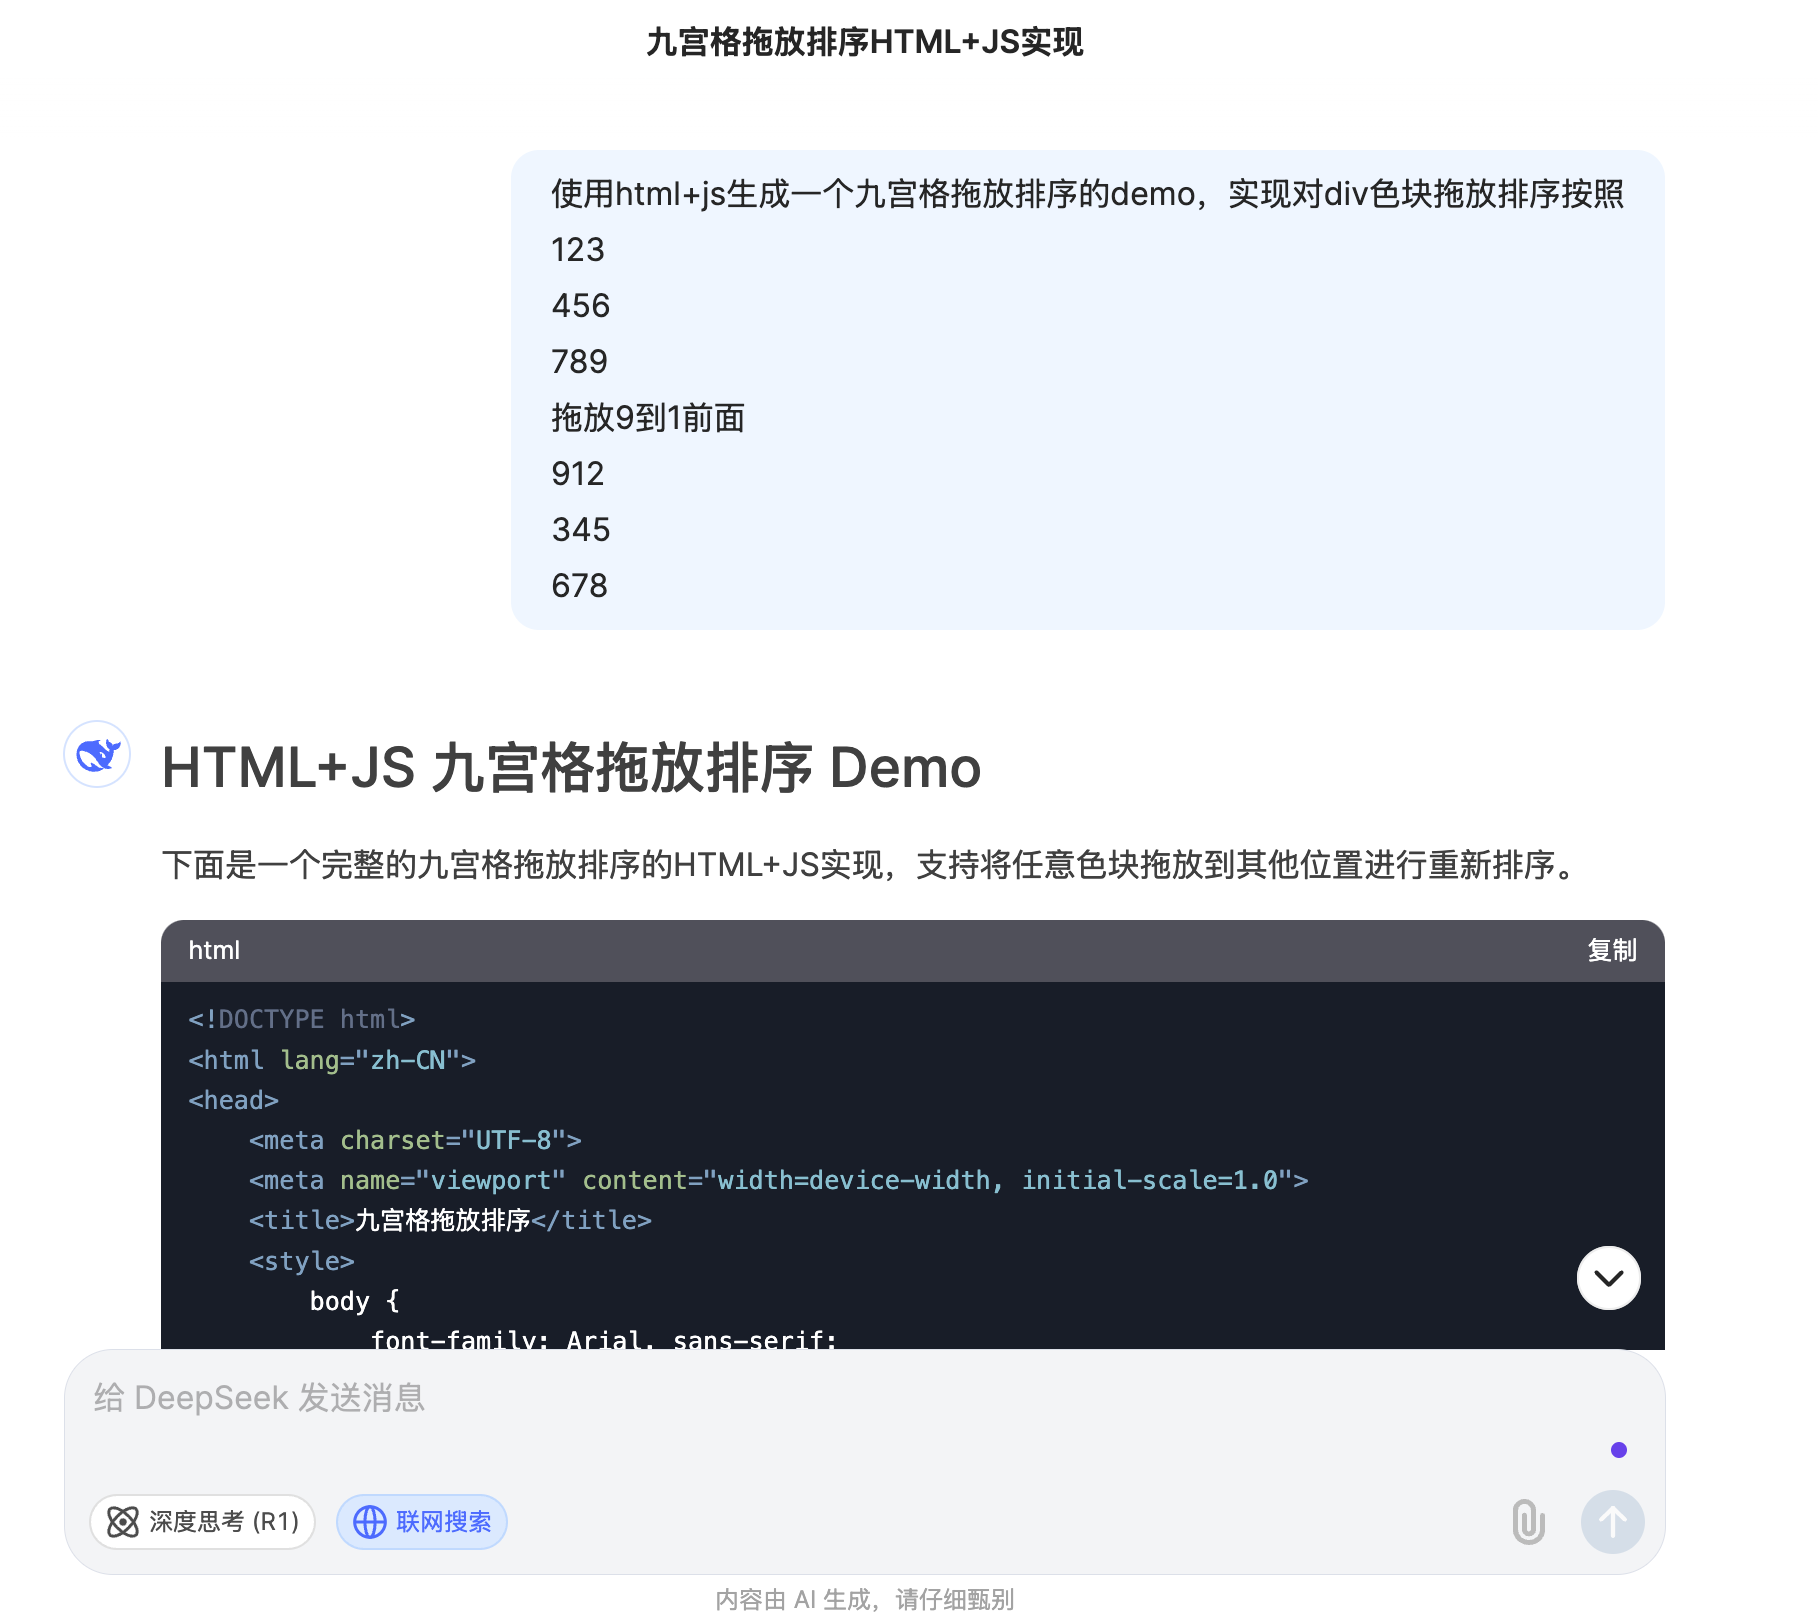 九宫格拖放排序HTML+JS实现
使用html+js生成一个九宫格拖放排序的demo，实现对div色块拖放排序按照
123
456
789
拖放9到1前面
912
345
678
HTML+JS 九宫格拖放排序 Demo
下面是一个完整的九宫格拖放排序的HTML+JS实现，支持将任意色块拖放到其他位置进行重新排序。
html 复制
<!DOCTYPE html>
<html lang="zh-CN">
<head>
    <meta charset="UTF-8">
    <meta name="viewport" content="width=device-width, initial-scale=1.0">
    <title>九宫格拖放排序</title>
    <style>
        body {
            font-family: Arial, sans-serif;
给 DeepSeek 发送消息
深度思考 (R1) 联网搜索
内容由 AI 生成，请仔细甄别